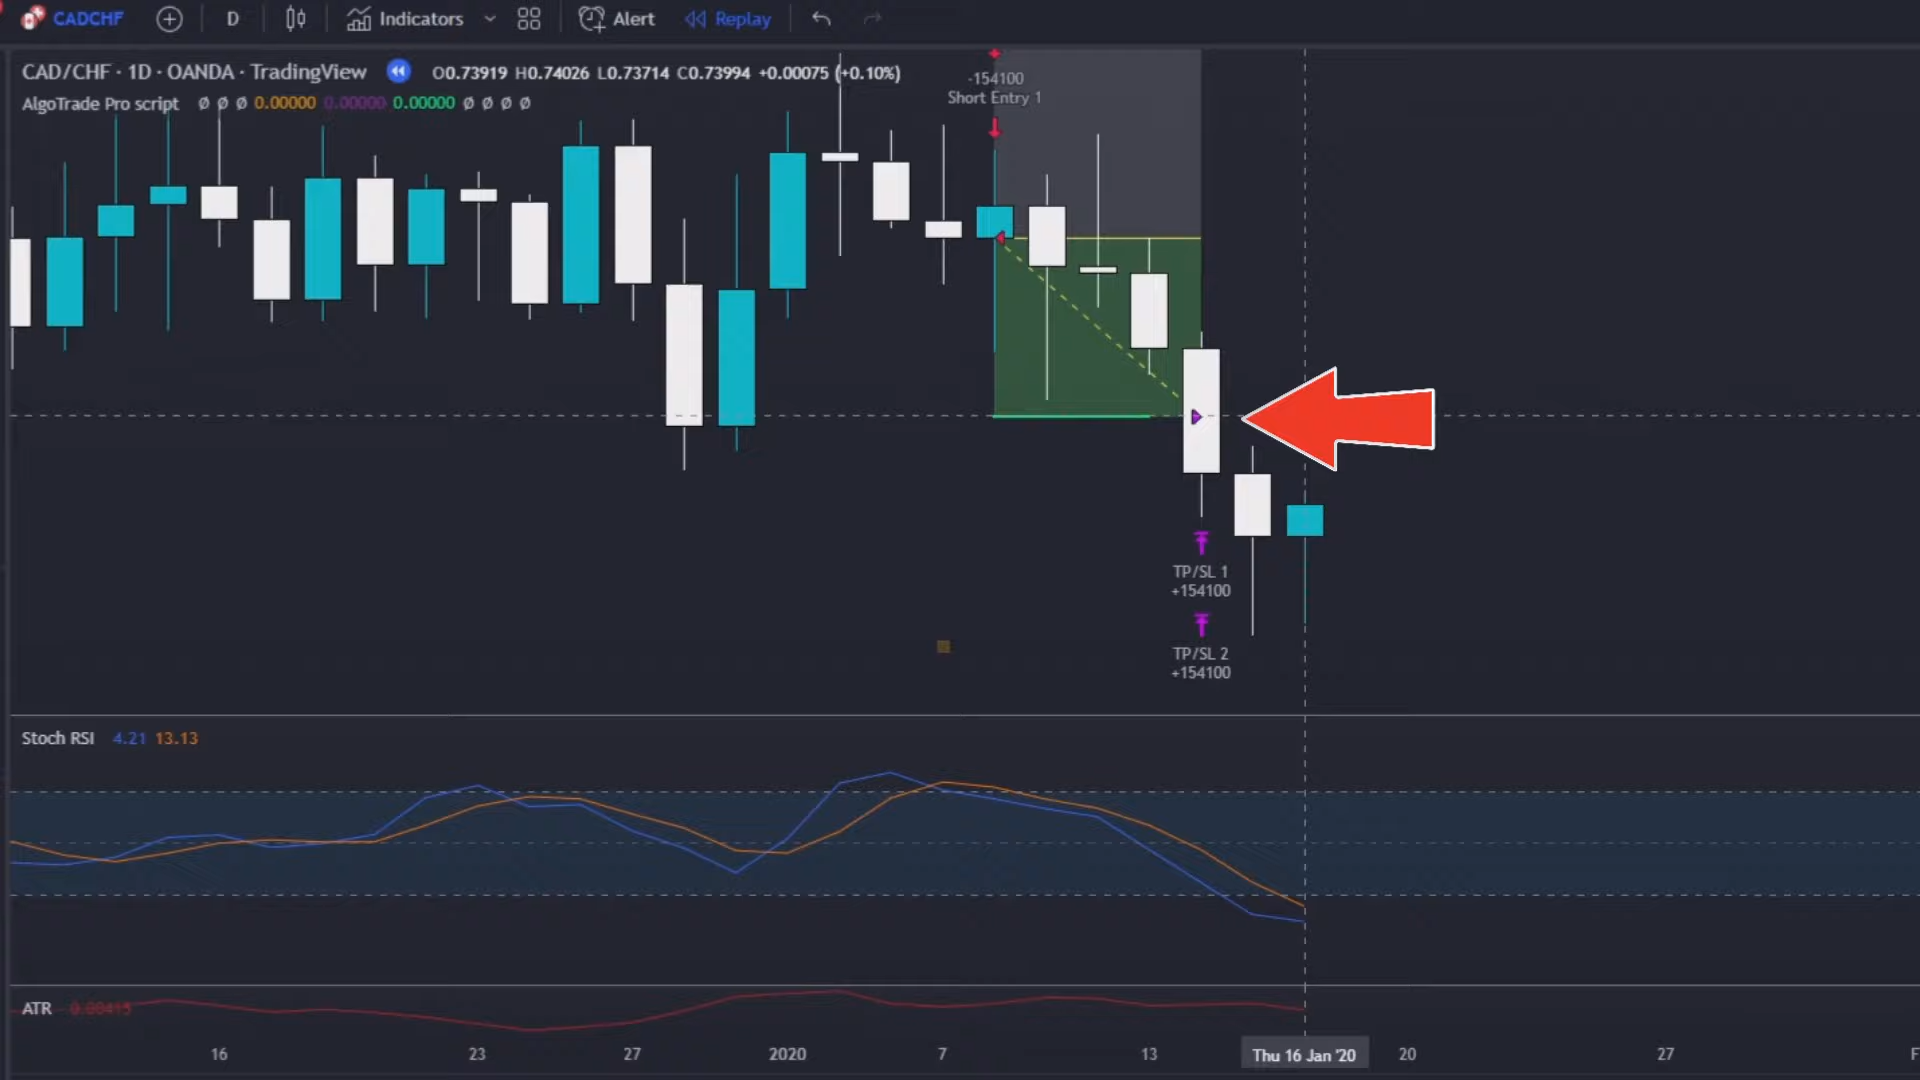 CADCHF D Indicators Alert Replay
CAD/CHF · 1D · OANDA · TradingView O0.73919 H0.74026 L0.73714 C0.73994 +0.00075 (+0.10%)
AlgoTrade Pro script ø ø ø 0.00000 0.00000 0.00000 ø ø ø ø
-154100
Short Entry 1
TP/SL 1
+154100
TP/SL 2
+154100
Stoch RSI 4.21 13.13
ATR 0.00415
16 23 27 2020 7 13 Thu 16 Jan '20 20 27 F